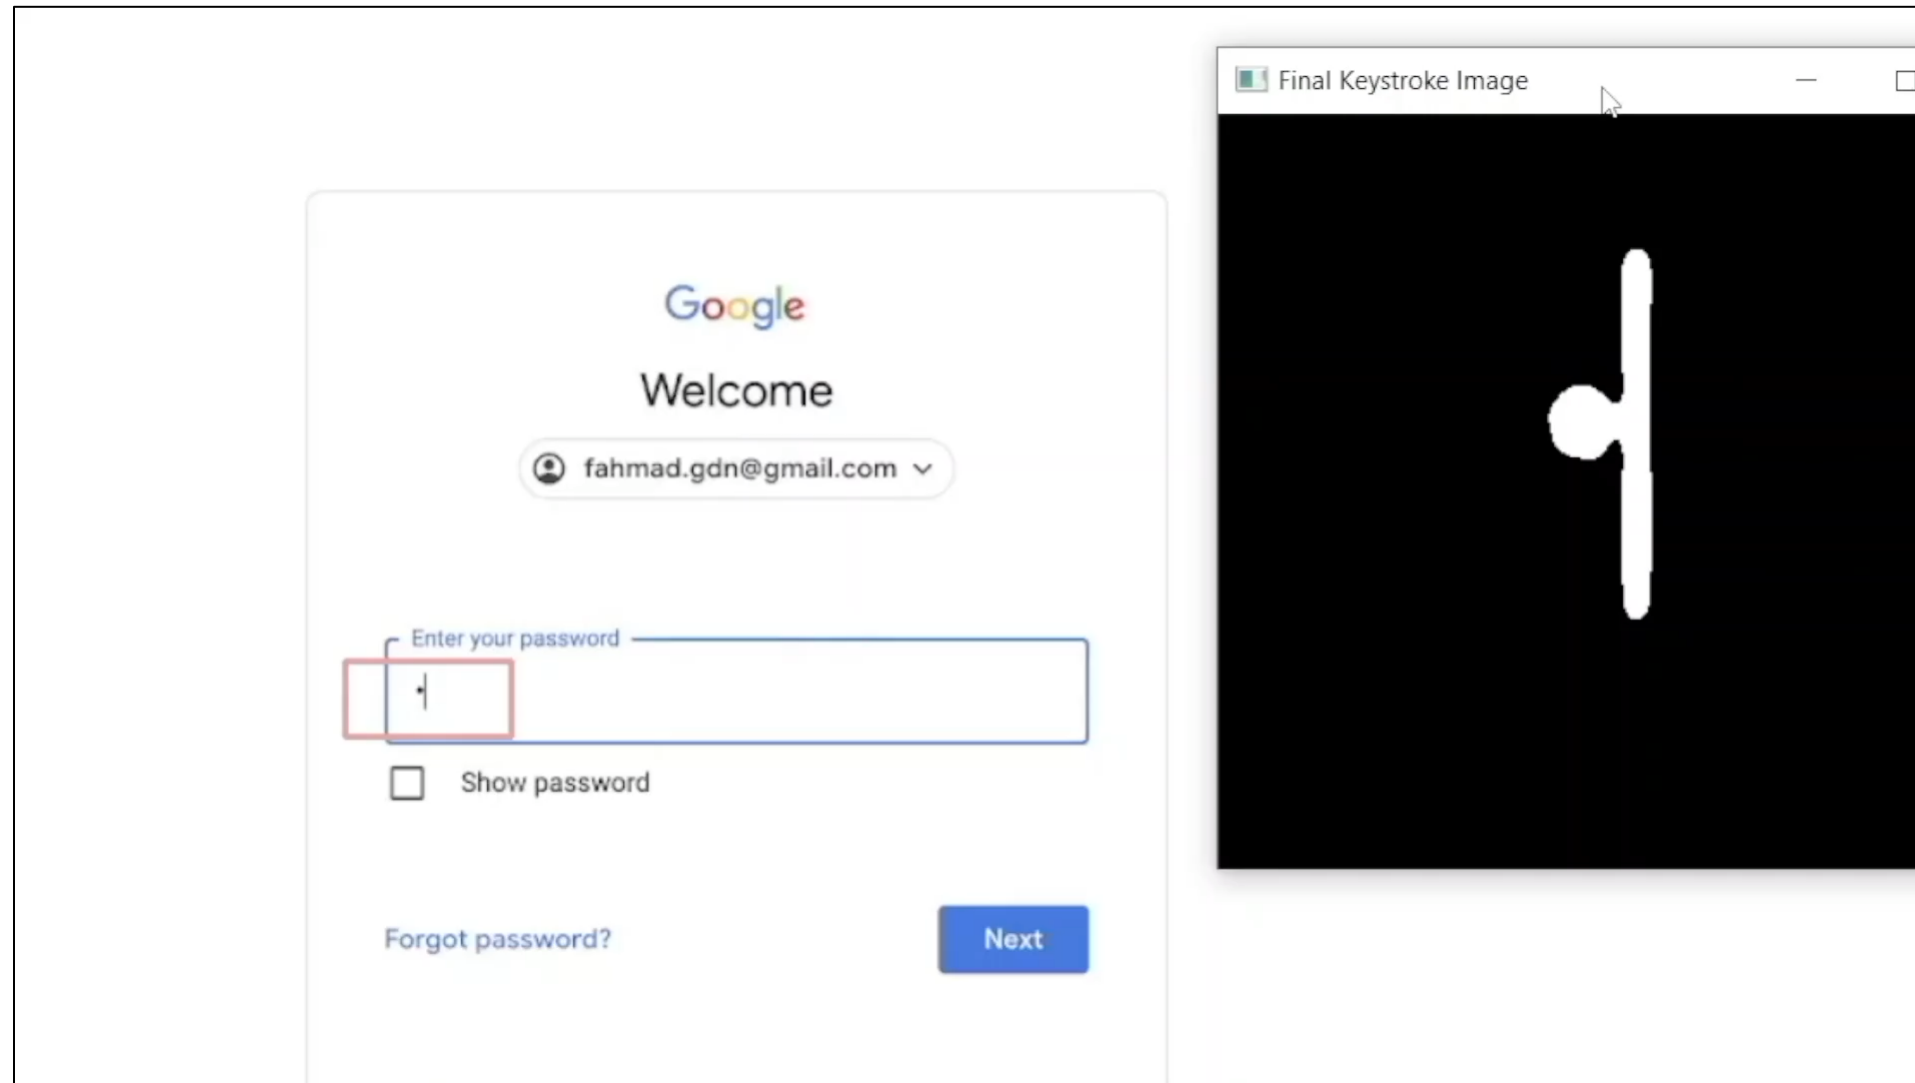 Final Keystroke Image
Google
Welcome
fahmad.gdn@gmail.com
Enter your password
•
Show password
Forgot password?
Next